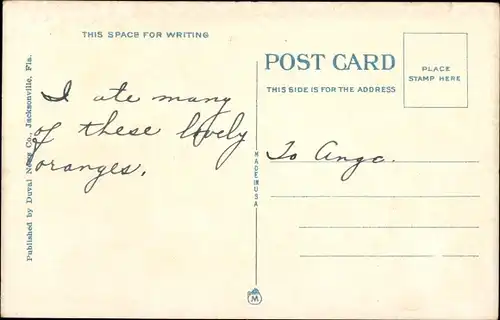 THIS SPACE FOR WRITING
I ate many
of these lovely
oranges.
Published by Duval News Co., Jacksonville, Fla.
MADE IN USA
POST CARD
THIS SIDE IS FOR THE ADDRESS
PLACE
STAMP HERE
To Ange.
M